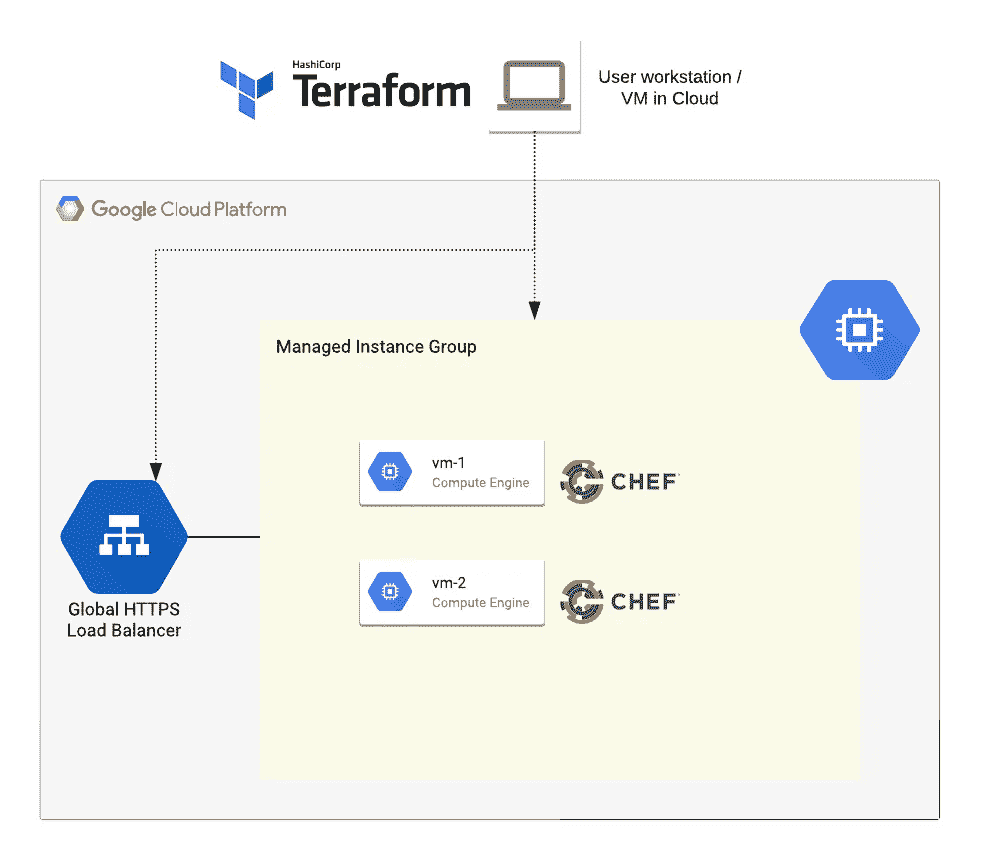 HashiCorp
Terraform
User workstation /
VM in Cloud
Google Cloud Platform
Managed Instance Group
vm-1
Compute Engine
CHEF
vm-2
Compute Engine
CHEF
Global HTTPS
Load Balancer